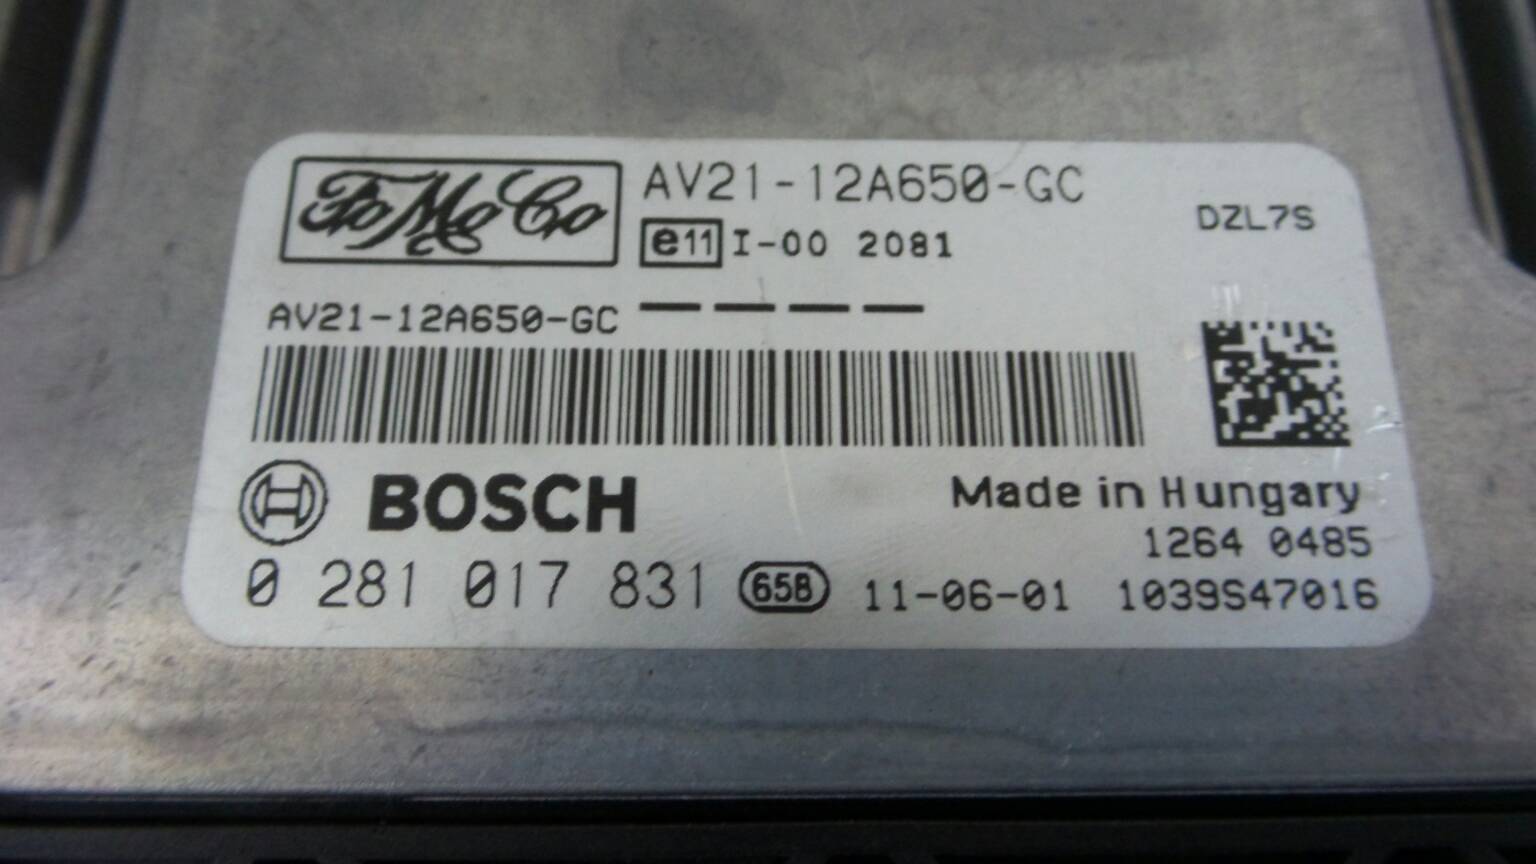 FoMoCo AV21-12A650-GC
e11 I-00 2081
DZL7S
AV21-12A650-GC
BOSCH
Made in Hungary
1264 0485
0 281 017 831 65B 11-06-01 1039S47016